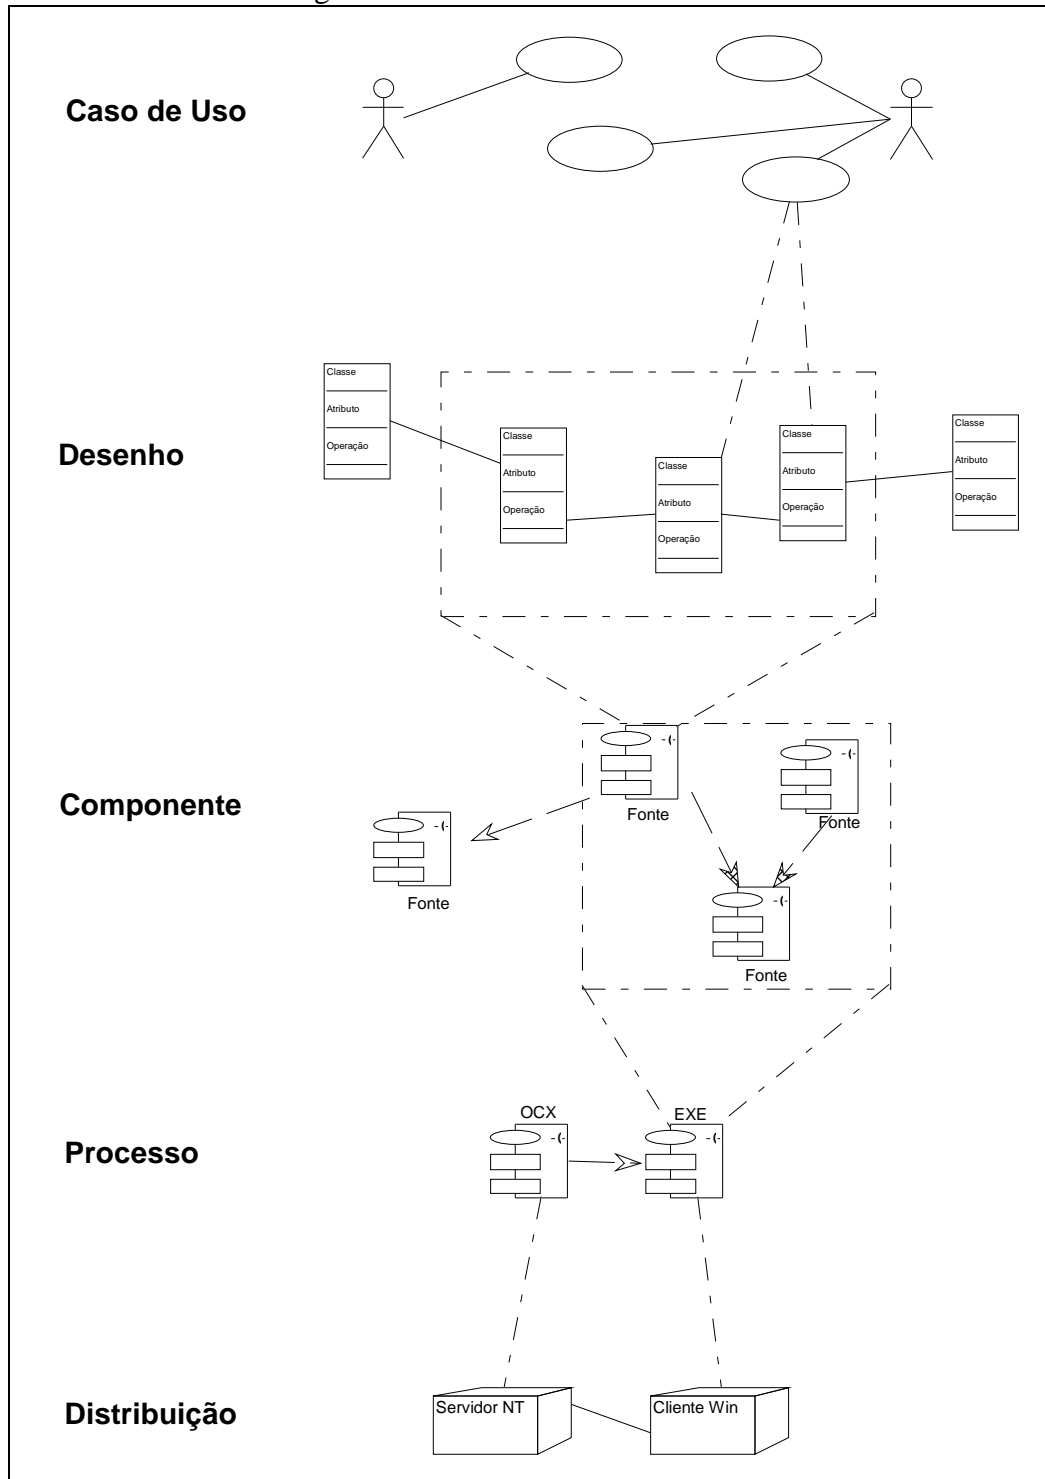 Caso de Uso
Classe
Atributo
Operação
Classe
Atributo
Operação
Classe
Atributo
Operação
Classe
Atributo
Operação
Classe
Atributo
Operação
Desenho
Componente
Fonte
Fonte
Fonte
Fonte
OCX
EXE
Processo
Servidor NT
Cliente Win
Distribuição